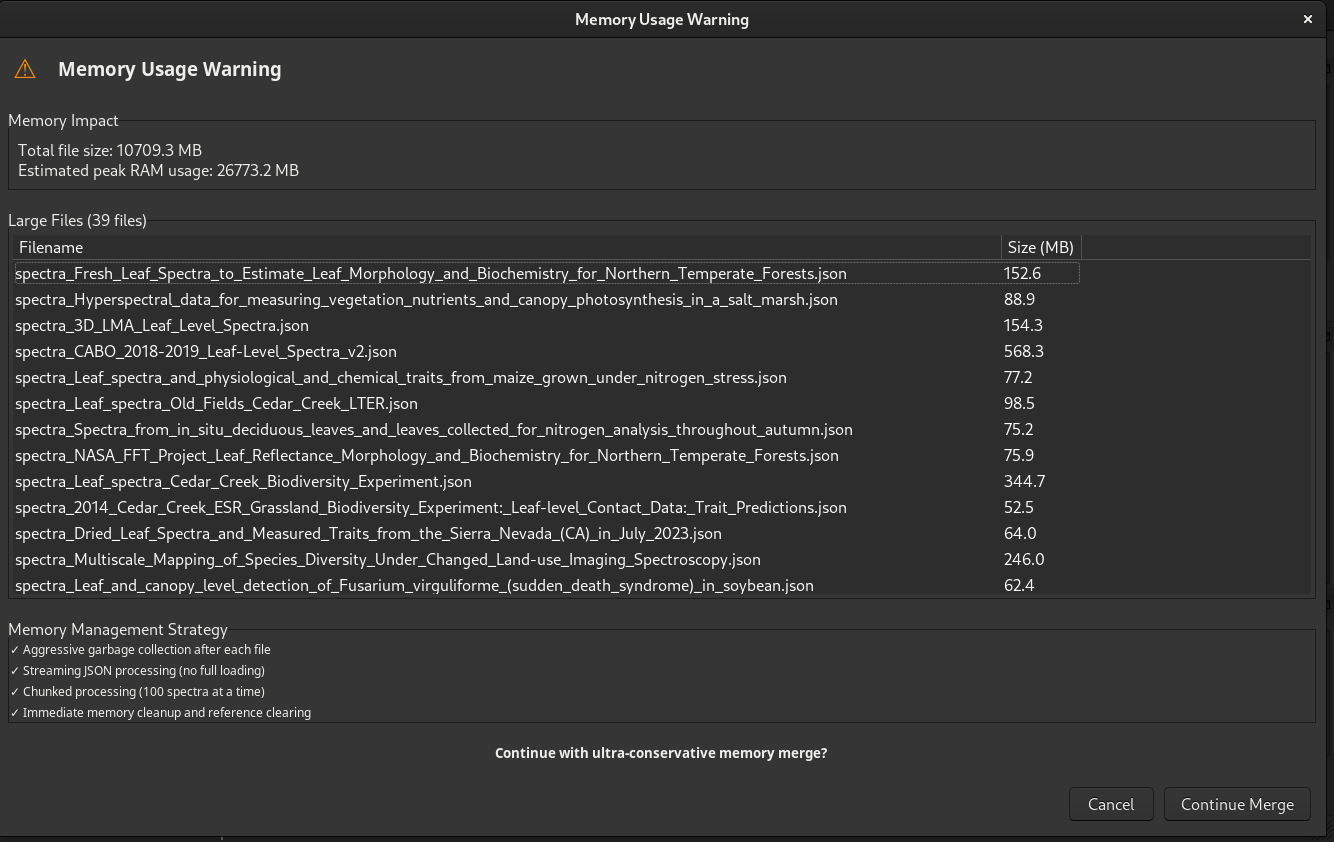 Memory Usage Warning ×
⚠ Memory Usage Warning
Memory Impact
Total file size: 10709.3 MB
Estimated peak RAM usage: 26773.2 MB
Large Files (39 files)
Filename Size (MB)
spectra_Fresh_Leaf_Spectra_to_Estimate_Leaf_Morphology_and_Biochemistry_for_Northern_Temperate_Forests.json 152.6
spectra_Hyperspectral_data_for_measuring_vegetation_nutrients_and_canopy_photosynthesis_in_a_salt_marsh.json 88.9
spectra_3D_LMA_Leaf_Level_Spectra.json 154.3
spectra_CABO_2018-2019_Leaf-Level_Spectra_v2.json 568.3
spectra_Leaf_spectra_and_physiological_and_chemical_traits_from_maize_grown_under_nitrogen_stress.json 77.2
spectra_Leaf_spectra_Old_Fields_Cedar_Creek_LTER.json 98.5
spectra_Spectra_from_in_situ_deciduous_leaves_and_leaves_collected_for_nitrogen_analysis_throughout_autumn.json 75.2
spectra_NASA_FFT_Project_Leaf_Reflectance_Morphology_and_Biochemistry_for_Northern_Temperate_Forests.json 75.9
spectra_Leaf_spectra_Cedar_Creek_Biodiversity_Experiment.json 344.7
spectra_2014_Cedar_Creek_ESR_Grassland_Biodiversity_Experiment:_Leaf-level_Contact_Data:_Trait_Predictions.json 52.5
spectra_Dried_Leaf_Spectra_and_Measured_Traits_from_the_Sierra_Nevada_(CA)_in_July_2023.json 64.0
spectra_Multiscale_Mapping_of_Species_Diversity_Under_Changed_Land-use_Imaging_Spectroscopy.json 246.0
spectra_Leaf_and_canopy_level_detection_of_Fusarium_virguliforme_(sudden_death_syndrome)_in_soybean.json 62.4
Memory Management Strategy
✓ Aggressive garbage collection after each file
✓ Streaming JSON processing (no full loading)
✓ Chunked processing (100 spectra at a time)
✓ Immediate memory cleanup and reference clearing
Continue with ultra-conservative memory merge?
Cancel Continue Merge